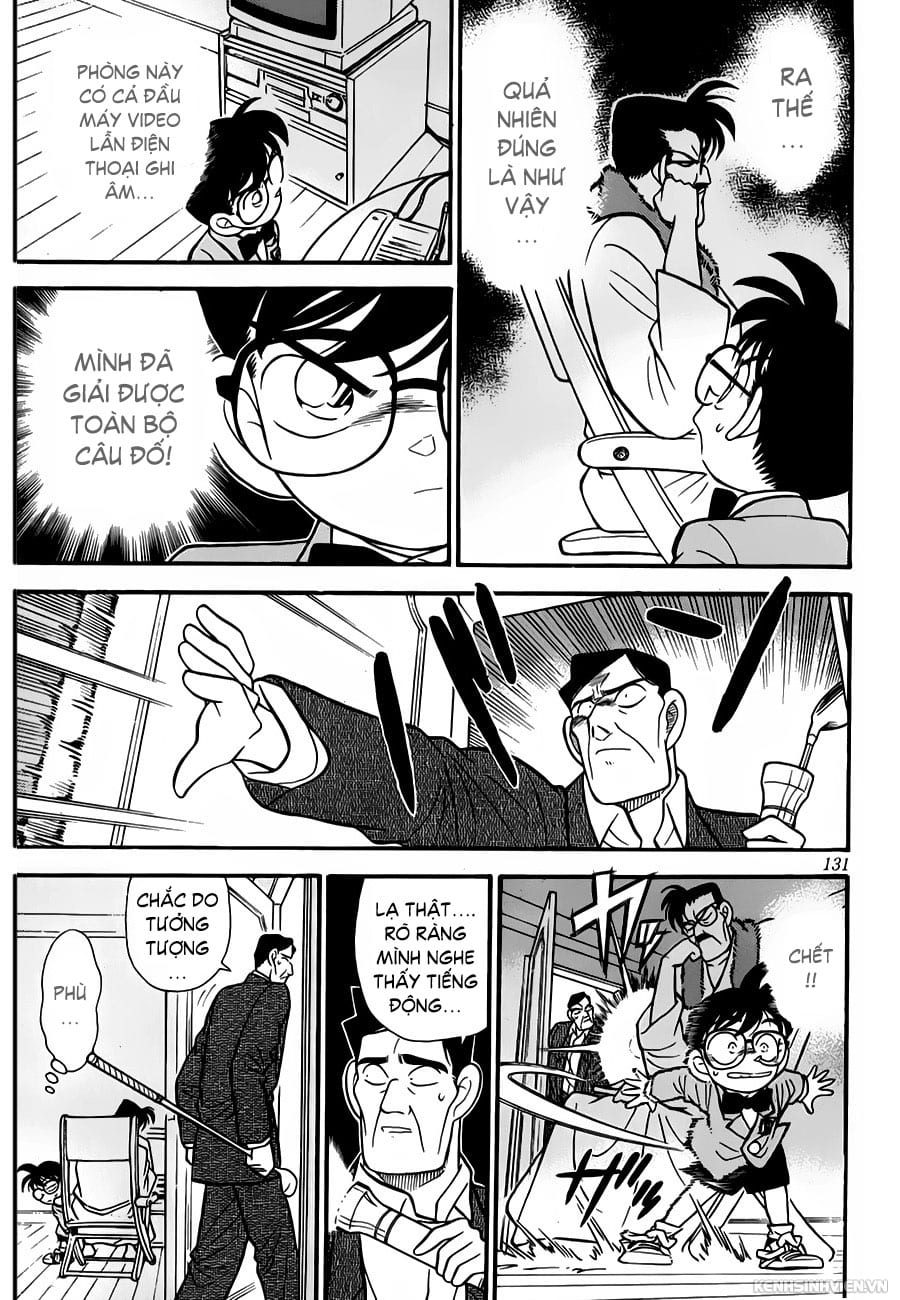 RA
THẾ
...
QUẢ
NHIÊN
ĐÚNG
LÀ NHƯ
VẬY
...
PHÒNG NÀY
CÓ CẢ ĐẦU
MÁY VIDEO
LẪN ĐIỆN
THOẠI GHI
ÂM...
MÌNH ĐÃ
GIẢI ĐƯỢC
TOÀN BỘ
CÂU ĐỐ!
131
CHẾT
!!
LẠ THẬT....
RÕ RÀNG
MÌNH NGHE
THẤY TIẾNG
ĐỘNG...
CHẮC DO
TƯỞNG
TƯỢNG
...
PHÙ
...
KENHSINHVIEN.VN